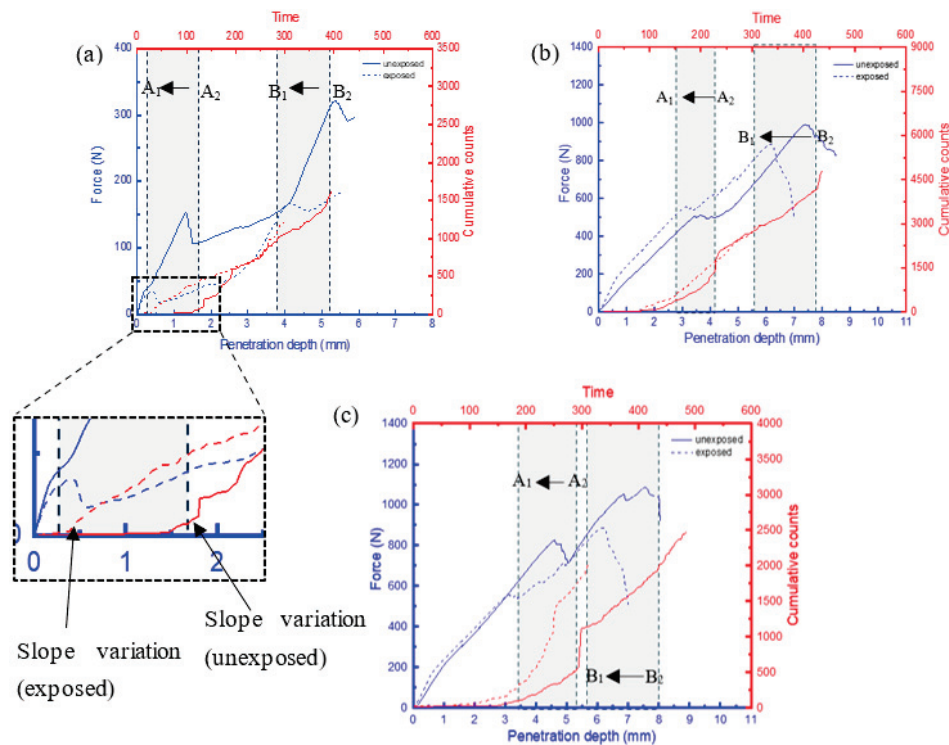 (a)
Time
0 100 200 300 400 500 600
400
300
200
100
0
Force (N)
3500
3000
2500
2000
1500
1000
500
0
Cumulative counts
unexposed
exposed
A1 A2
B1 B2
0 1 2 3 4 5 6 7 8
Penetration depth (mm)
0
0 1 2
Slope variation
(exposed)
Slope variation
(unexposed)
(b)
Time
0 100 200 300 400 500 600
1400
1200
1000
800
600
400
200
0
Force (N)
9000
7500
6000
4500
3000
1500
0
Cumulative counts
unexposed
exposed
A1 A2
B1 B2
0 1 2 3 4 5 6 7 8 9 10 11
Penetration depth (mm)
(c)
Time
0 100 200 300 400 500 600
1400
1200
1000
800
600
400
200
0
Force (N)
4000
3500
3000
2500
2000
1500
1000
500
0
Cumulative counts
unexposed
exposed
A1 A2
B1 B2
0 1 2 3 4 5 6 7 8 9 10 11
Penetration depth (mm)